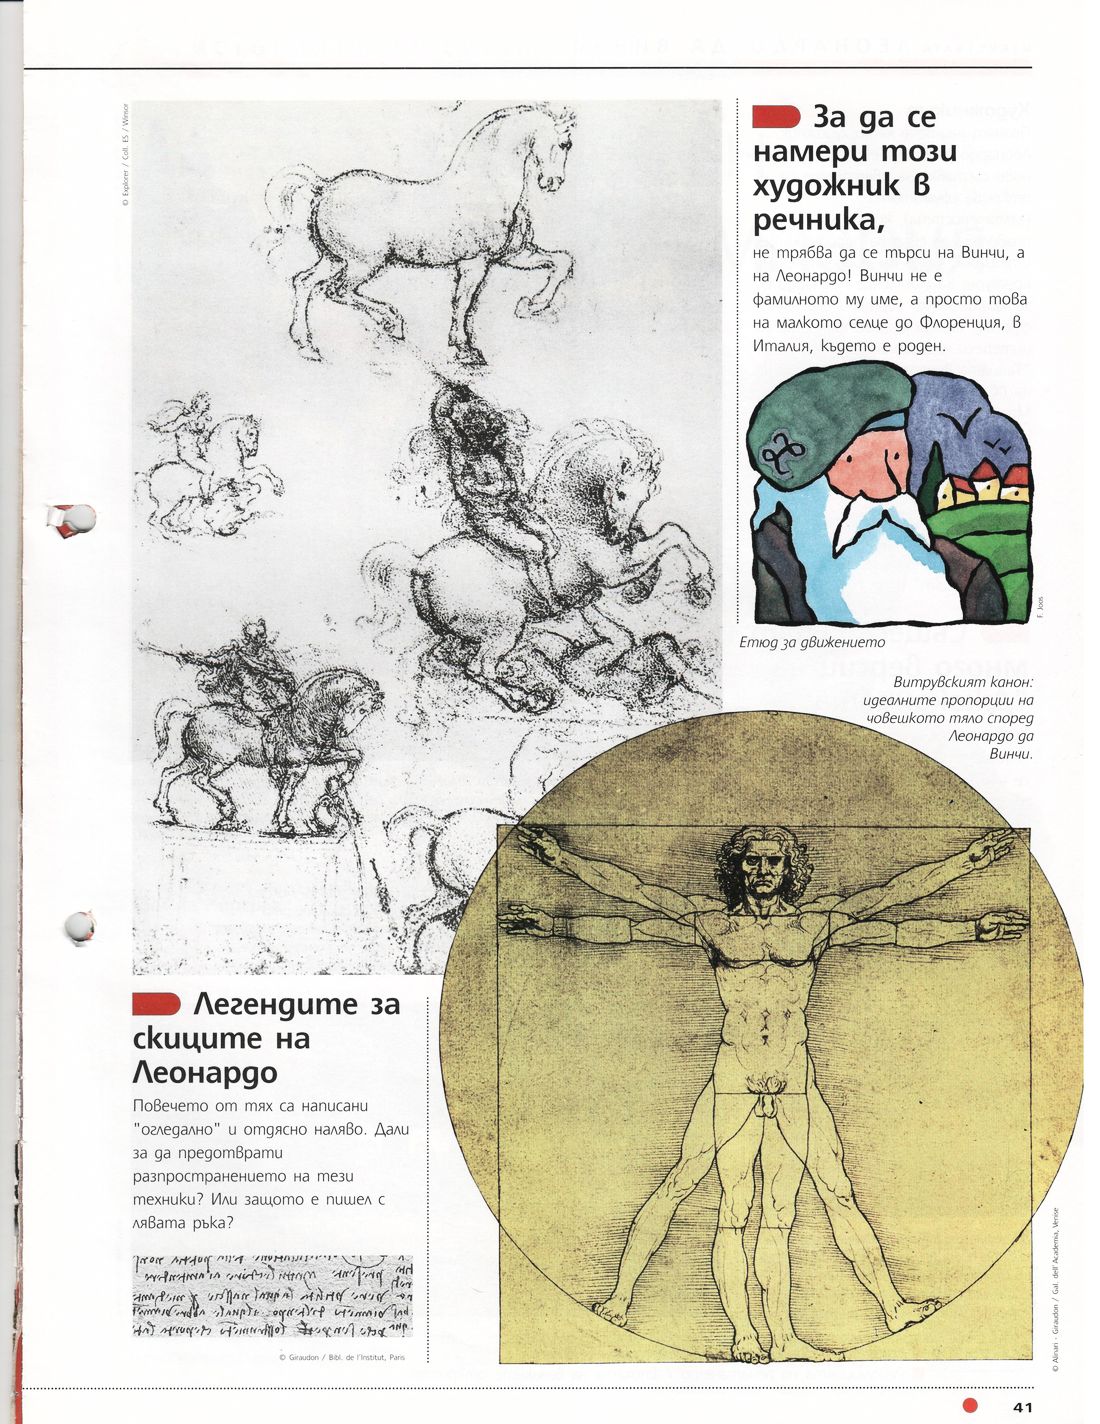 © Explorer / Coll. ES / Winsor
За да се
намери този
художник в
речника,
не трябва да се търси на Винчи, а
на Леонардо! Винчи не е
фамилното му име, а просто това
на малкото селце до Флоренция, в
Италия, където е роден.
F. Joos
Етюд за движението
Витрувският канон:
идеалните пропорции на
човешкото тяло според
Леонардо да
Винчи.
Легендите за
скиците на
Леонардо
Повечето от тях са написани
"огледално" и отдясно наляво. Дали
за да предотврати
разпространението на тези
техники? Или защото е пишел с
лявата ръка?
© Giraudon / Bibl. de l'Institut, Paris
© Alinari - Giraudon / Gal. dell'Academia, Venise
41